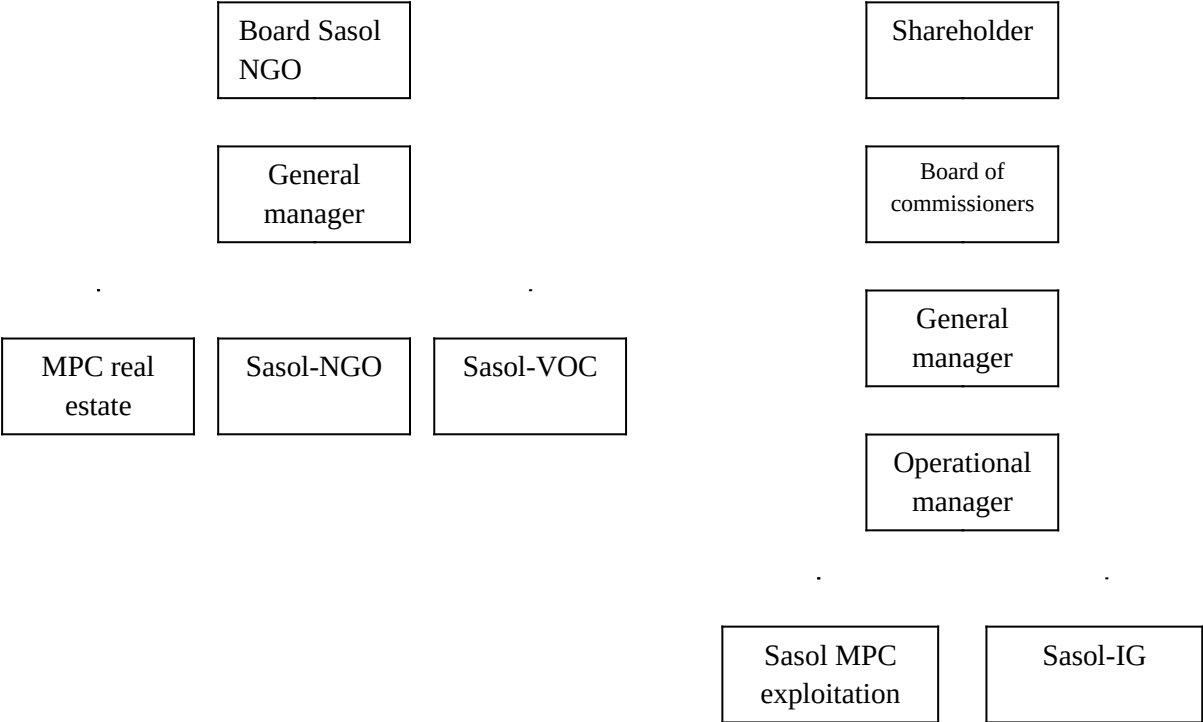 Board Sasol
NGO
General
manager
MPC real
estate
Sasol-NGO
Sasol-VOC
Shareholder
Board of
commissioners
General
manager
Operational
manager
Sasol MPC
exploitation
Sasol-IG